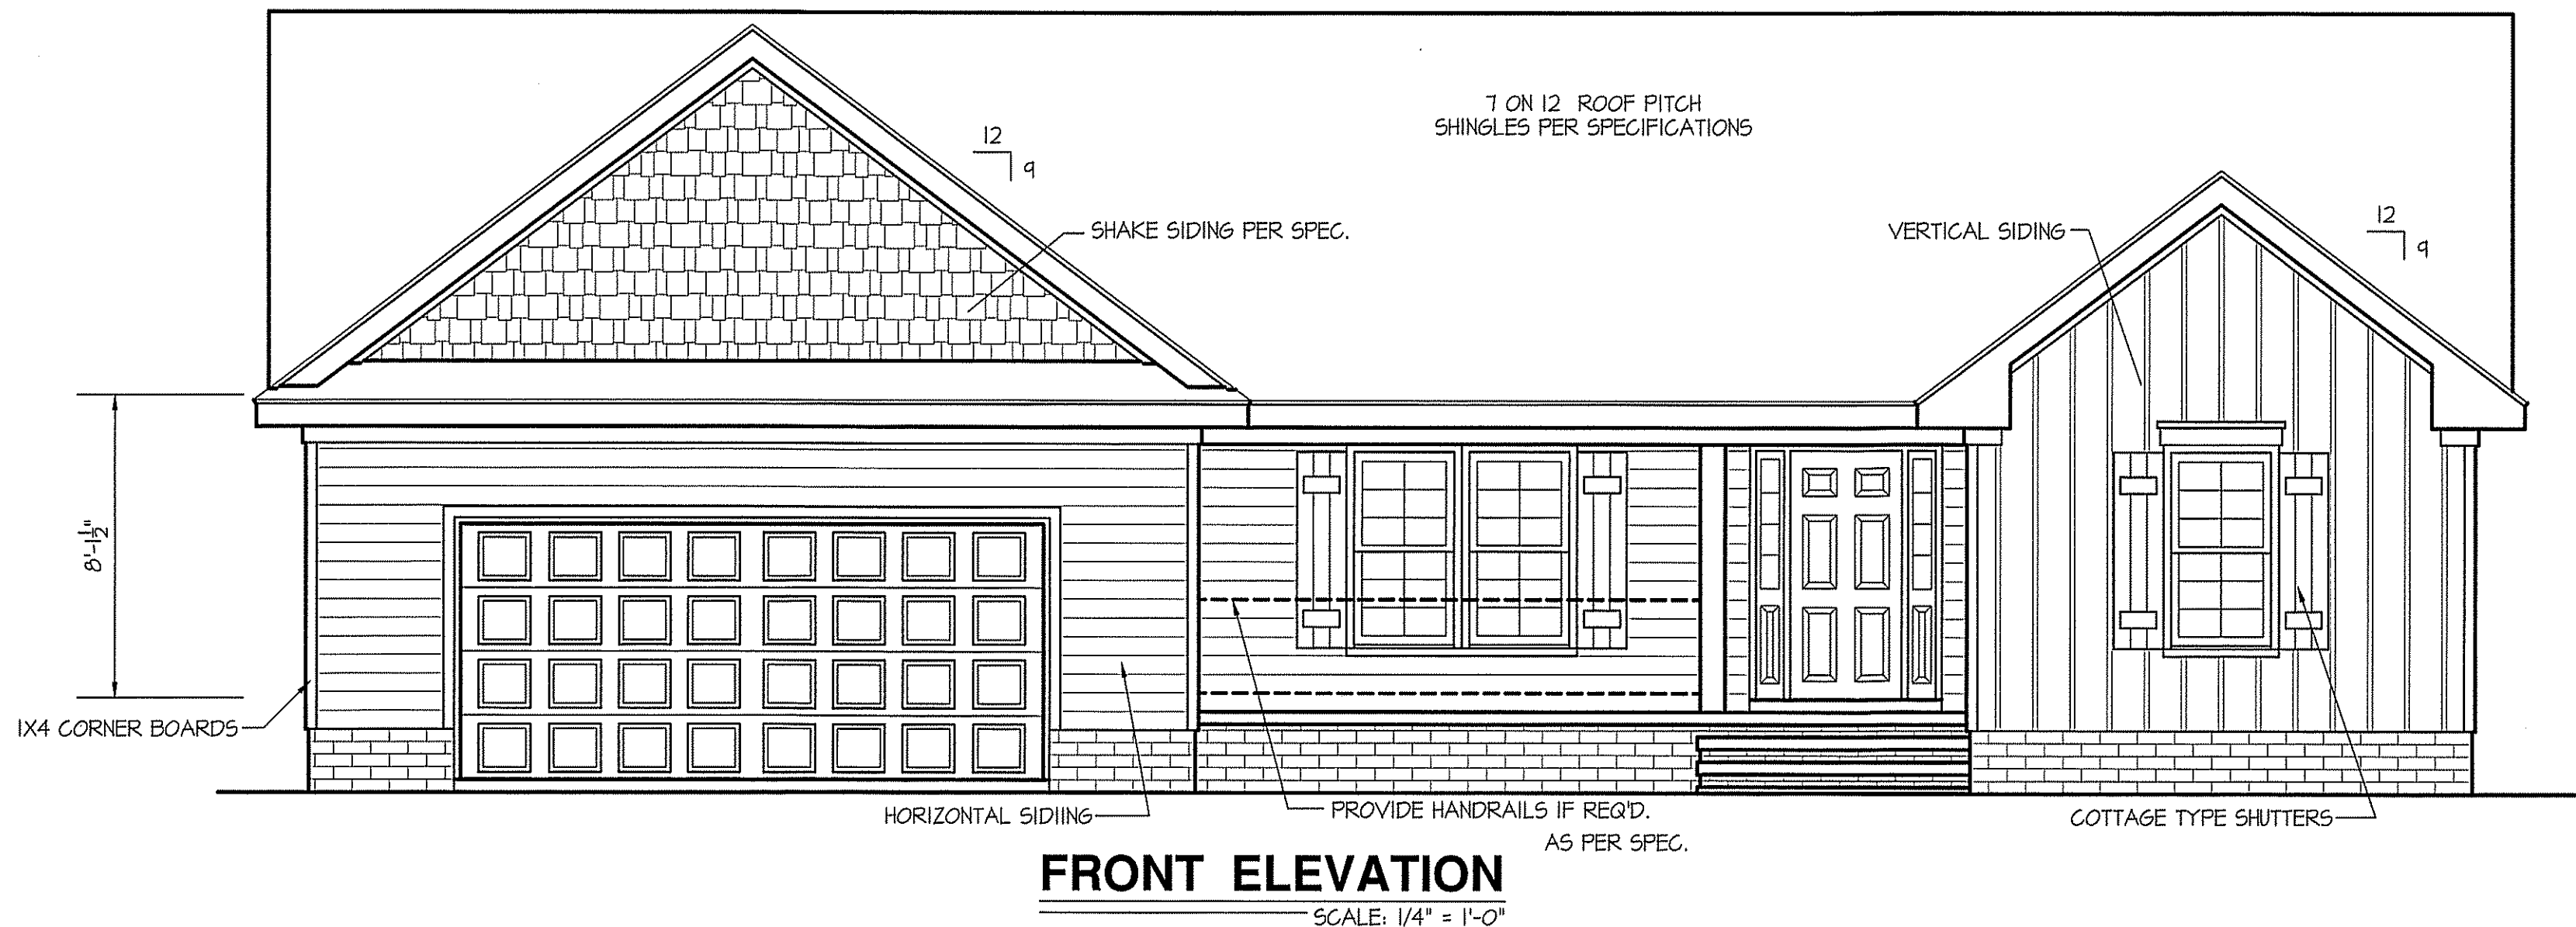 7 ON 12 ROOF PITCH
SHINGLES PER SPECIFICATIONS
12
9
SHAKE SIDING PER SPEC.
VERTICAL SIDING
12
9
8'-1½"
1X4 CORNER BOARDS
HORIZONTAL SIDIING
PROVIDE HANDRAILS IF REQ'D.
AS PER SPEC.
COTTAGE TYPE SHUTTERS
FRONT ELEVATION
SCALE: 1/4" = 1'-0"